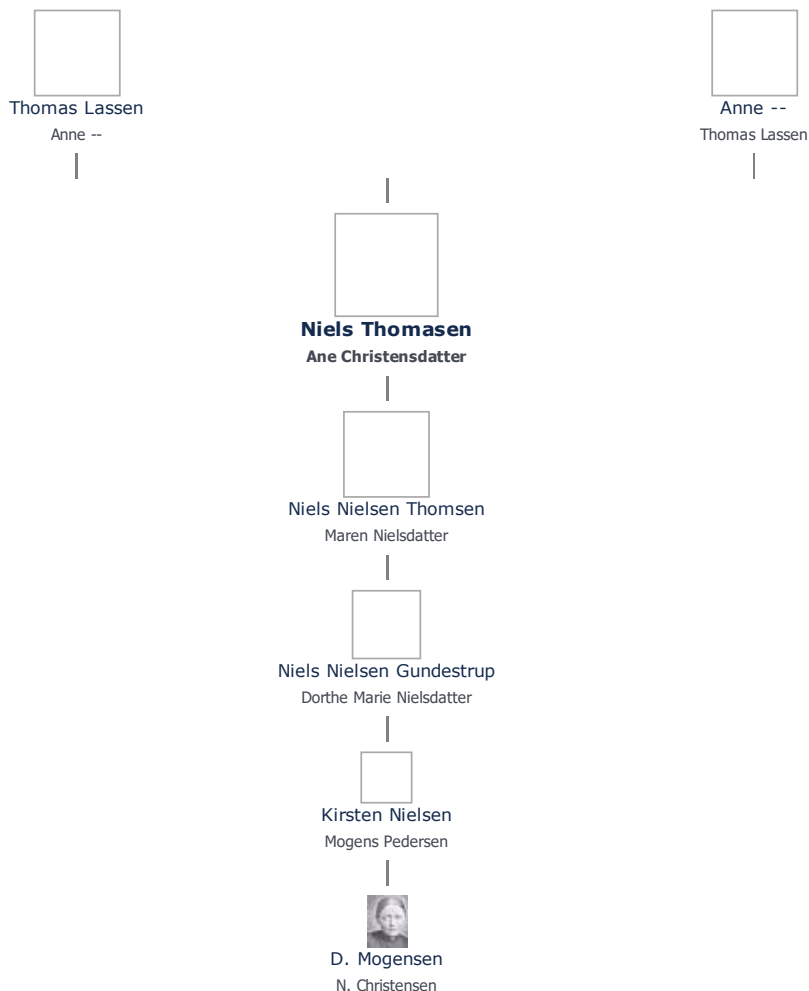 Thomas Lassen
Anne --
Anne --
Thomas Lassen
Niels Thomasen
Ane Christensdatter
Niels Nielsen Thomsen
Maren Nielsdatter
Niels Nielsen Gundestrup
Dorthe Marie Nielsdatter
Kirsten Nielsen
Mogens Pedersen
D. Mogensen
N. Christensen